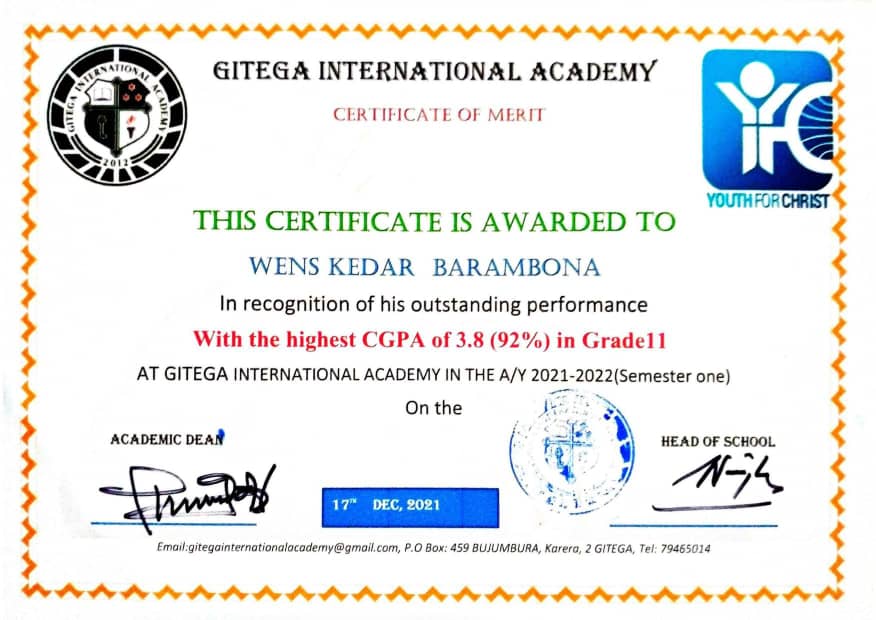 GITEGA INTERNATIONAL ACADEMY
CERTIFICATE OF MERIT
GITEGA INTERNATIONAL ACADEMY
2012
YFC
YOUTH FOR CHRIST
THIS CERTIFICATE IS AWARDED TO
WENS KEDAR BARAMBONA
In recognition of his outstanding performance
With the highest CGPA of 3.8 (92%) in Grade11
AT GITEGA INTERNATIONAL ACADEMY IN THE A/Y 2021-2022(Semester one)
On the
ACADEMIC DEAN
HEAD OF SCHOOL
17TH DEC, 2021
Email:gitegainternationalacademy@gmail.com, P.O Box: 459 BUJUMBURA, Karera, 2 GITEGA, Tel: 79465014